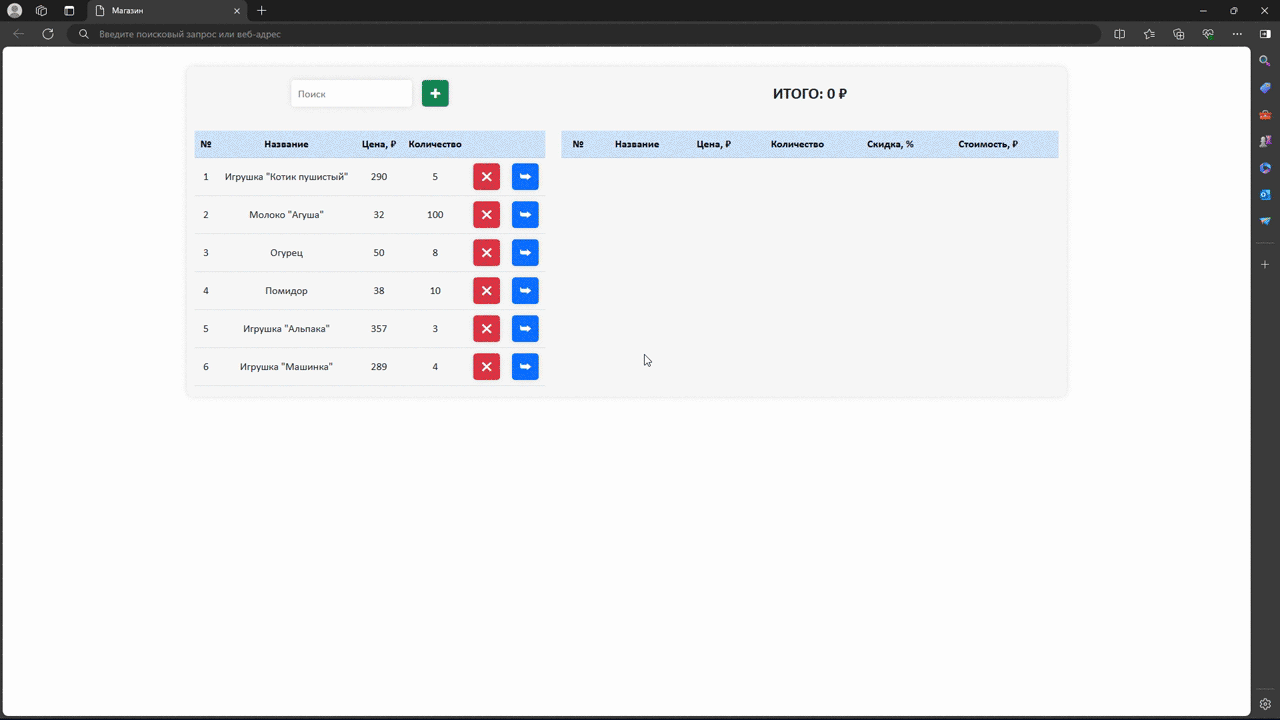 Магазин
Введите поисковый запрос или веб-адрес
Поиск
ИТОГО: 0 ₽
№ Название Цена, ₽ Количество
1 Игрушка "Котик пушистый" 290 5
2 Молоко "Агуша" 32 100
3 Огурец 50 8
4 Помидор 38 10
5 Игрушка "Альпака" 357 3
6 Игрушка "Машинка" 289 4
№ Название Цена, ₽ Количество Скидка, % Стоимость, ₽